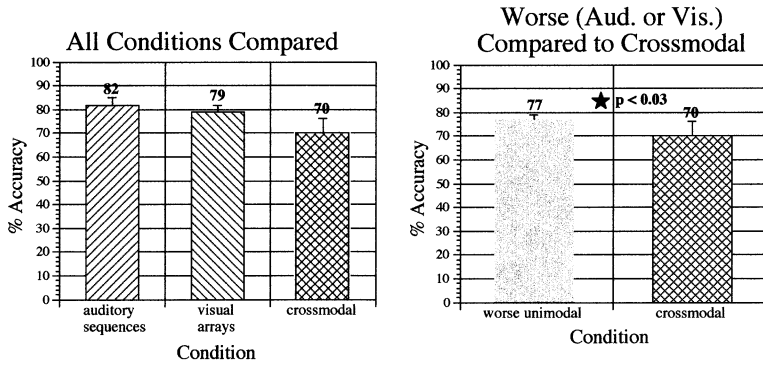 All Conditions Compared
% Accuracy
100
90
80
70
60
50
40
30
20
10
0
82
79
70
auditory
sequences
visual
arrays
crossmodal
Condition
Worse (Aud. or Vis.)
Compared to Crossmodal
% Accuracy
100
90
80
70
60
50
40
30
20
10
0
77
★ p < 0.03
70
worse unimodal
crossmodal
Condition